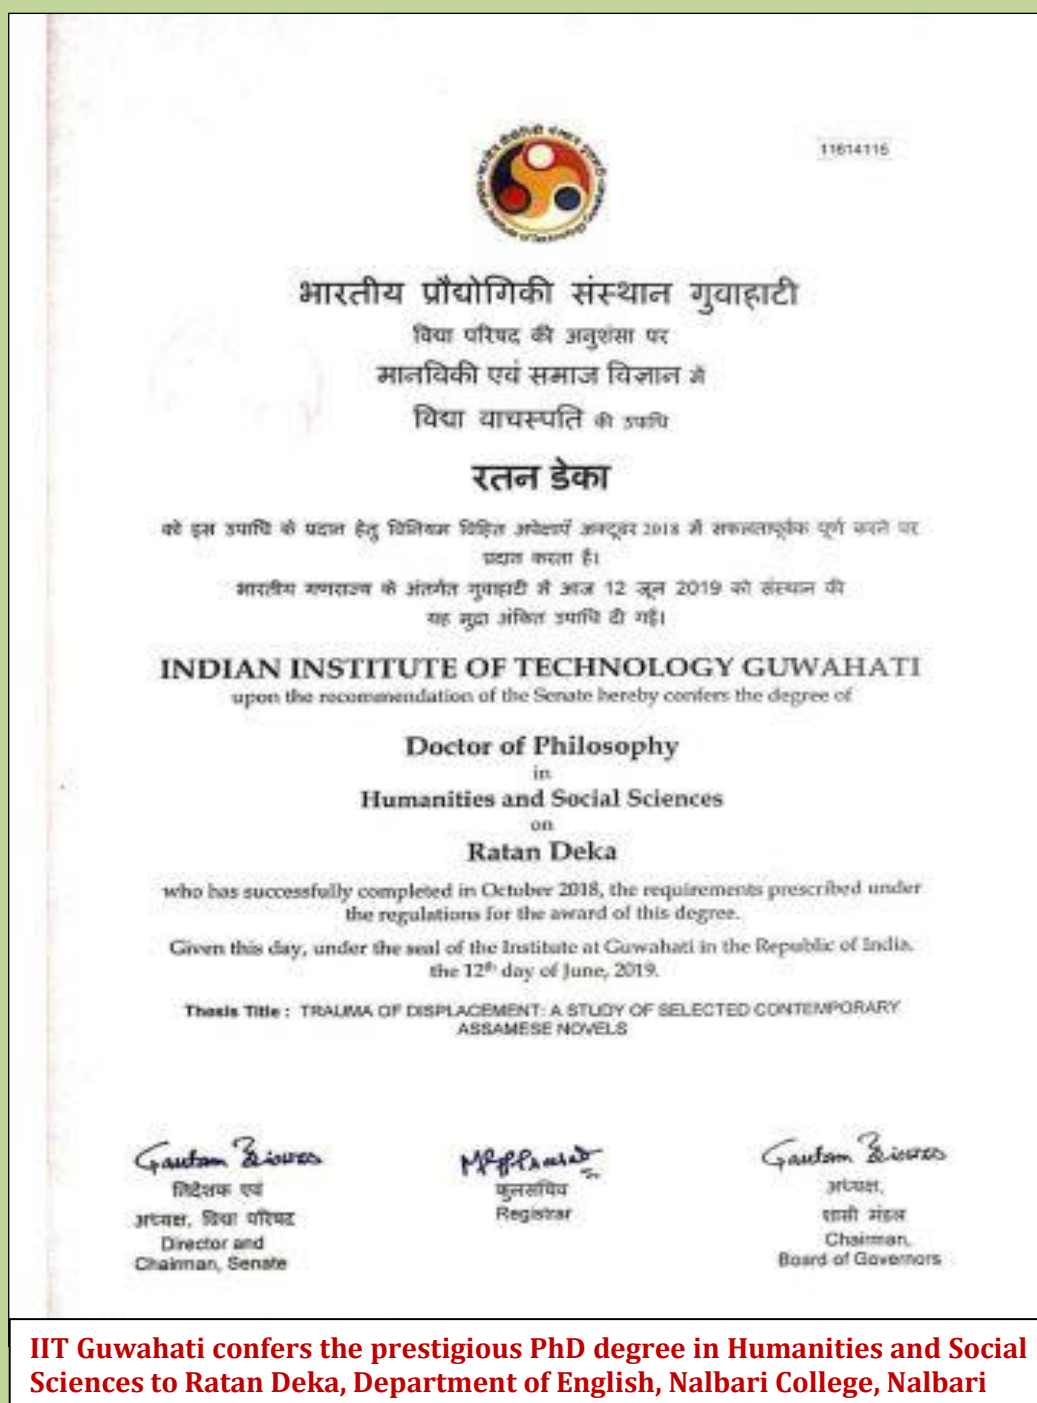 11614116
भारतीय प्रौद्योगिकी संस्थान गुवाहाटी
विद्या परिषद की अनुशंसा पर
मानविकी एवं समाज विज्ञान में
विद्या वाचस्पति की उपाधि
रतन डेका
को इस उपाधि के प्रदान हेतु विनियम विहित अपेक्षाएँ अक्टूबर 2018 में सफलतापूर्वक पूर्ण करने पर
प्रदान करता है।
भारतीय गणराज्य के अंतर्गत गुवाहाटी में आज 12 जून 2019 को संस्थान की
यह मुद्रा अंकित उपाधि दी गई।
INDIAN INSTITUTE OF TECHNOLOGY GUWAHATI
upon the recommendation of the Senate hereby confers the degree of
Doctor of Philosophy
in
Humanities and Social Sciences
on
Ratan Deka
who has successfully completed in October 2018, the requirements prescribed under
the regulations for the award of this degree.
Given this day, under the seal of the Institute at Guwahati in the Republic of India,
the 12th day of June, 2019.
Thesis Title : TRAUMA OF DISPLACEMENT: A STUDY OF SELECTED CONTEMPORARY
ASSAMESE NOVELS
Gautam Biswas
निदेशक एवं
अध्यक्ष, विद्या परिषद
Director and
Chairman, Senate
कुलसचिव
Registrar
Gautam Biswas
अध्यक्ष,
शासी मंडल
Chairman,
Board of Governors
IIT Guwahati confers the prestigious PhD degree in Humanities and Social
Sciences to Ratan Deka, Department of English, Nalbari College, Nalbari